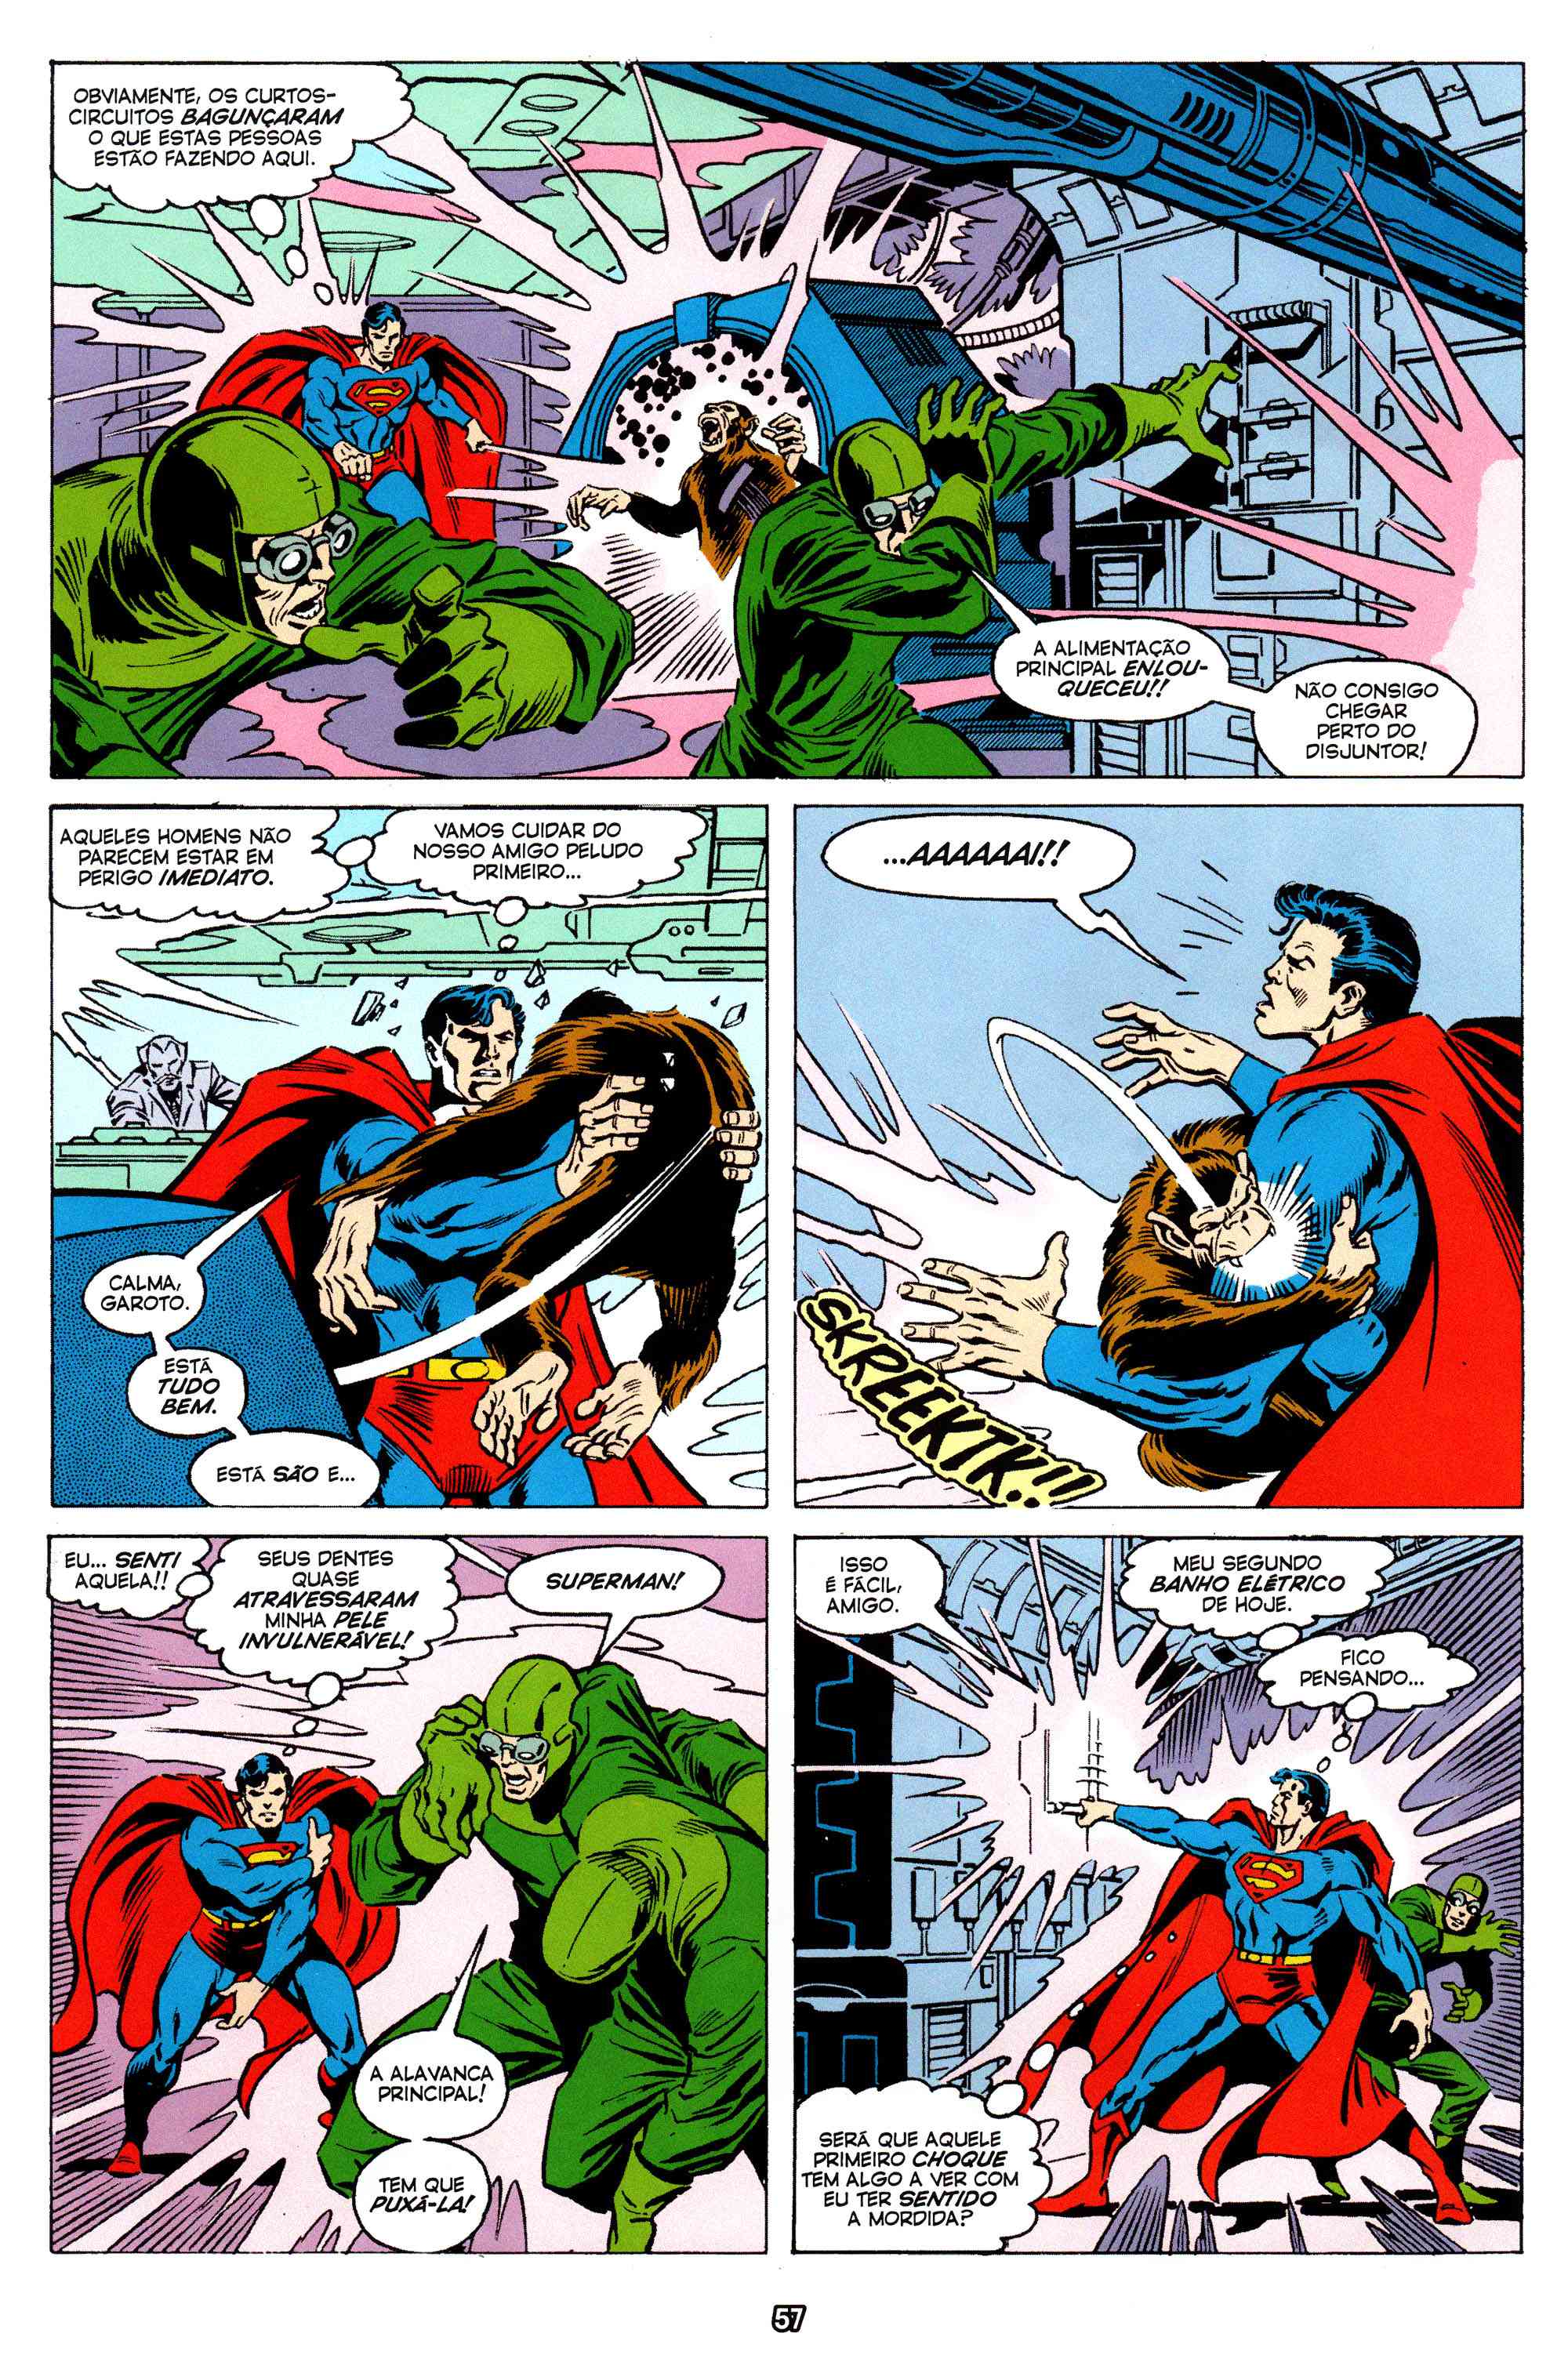 OBVIAMENTE, OS CURTOS-
CIRCUITOS BAGUNÇARAM
O QUE ESTAS PESSOAS
ESTÃO FAZENDO AQUI.
A ALIMENTAÇÃO
PRINCIPAL ENLOU-
QUECEU!!
NÃO CONSIGO
CHEGAR
PERTO DO
DISJUNTOR!
AQUELES HOMENS NÃO
PARECEM ESTAR EM
PERIGO IMEDIATO.
VAMOS CUIDAR DO
NOSSO AMIGO PELUDO
PRIMEIRO...
CALMA,
GAROTO.
ESTÁ
TUDO
BEM.
ESTÁ SÃO E...
...AAAAAAI!!
SKREEKTK!!
EU... SENTI
AQUELA!!
SEUS DENTES
QUASE
ATRAVESSARAM
MINHA PELE
INVULNERÁVEL!
SUPERMAN!
A ALAVANCA
PRINCIPAL!
TEM QUE
PUXÁ-LA!
ISSO
É FÁCIL,
AMIGO.
MEU SEGUNDO
BANHO ELÉTRICO
DE HOJE.
FICO
PENSANDO...
SERÁ QUE AQUELE
PRIMEIRO CHOQUE
TEM ALGO A VER COM
EU TER SENTIDO
A MORDIDA?
57